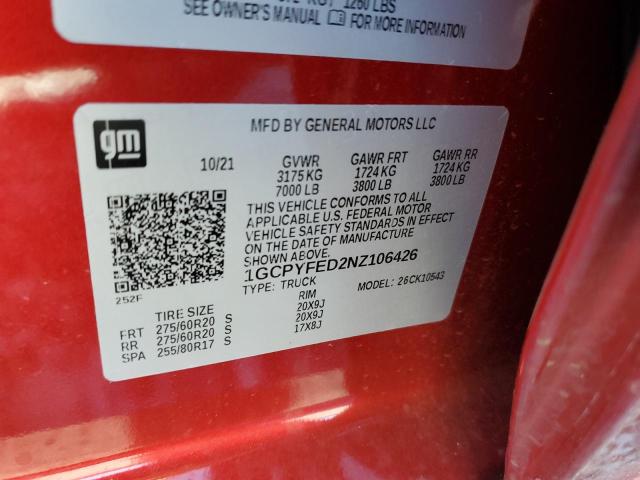 1260 LBS
SEE OWNER'S MANUAL FOR MORE INFORMATION
gm
MFD BY GENERAL MOTORS LLC
10/21 GVWR GAWR FRT GAWR RR
3175 KG 1724 KG 1724 KG
7000 LB 3800 LB 3800 LB
THIS VEHICLE CONFORMS TO ALL
APPLICABLE U.S. FEDERAL MOTOR
VEHICLE SAFETY STANDARDS IN EFFECT
ON THE DATE OF MANUFACTURE
SHOWN ABOVE.
1GCPYFED2NZ106426
TYPE: TRUCK MODEL: 26CK10543
252F
TIRE SIZE RIM
FRT 275/60R20 S 20X9J
RR 275/60R20 S 20X9J
SPA 255/80R17 S 17X8J